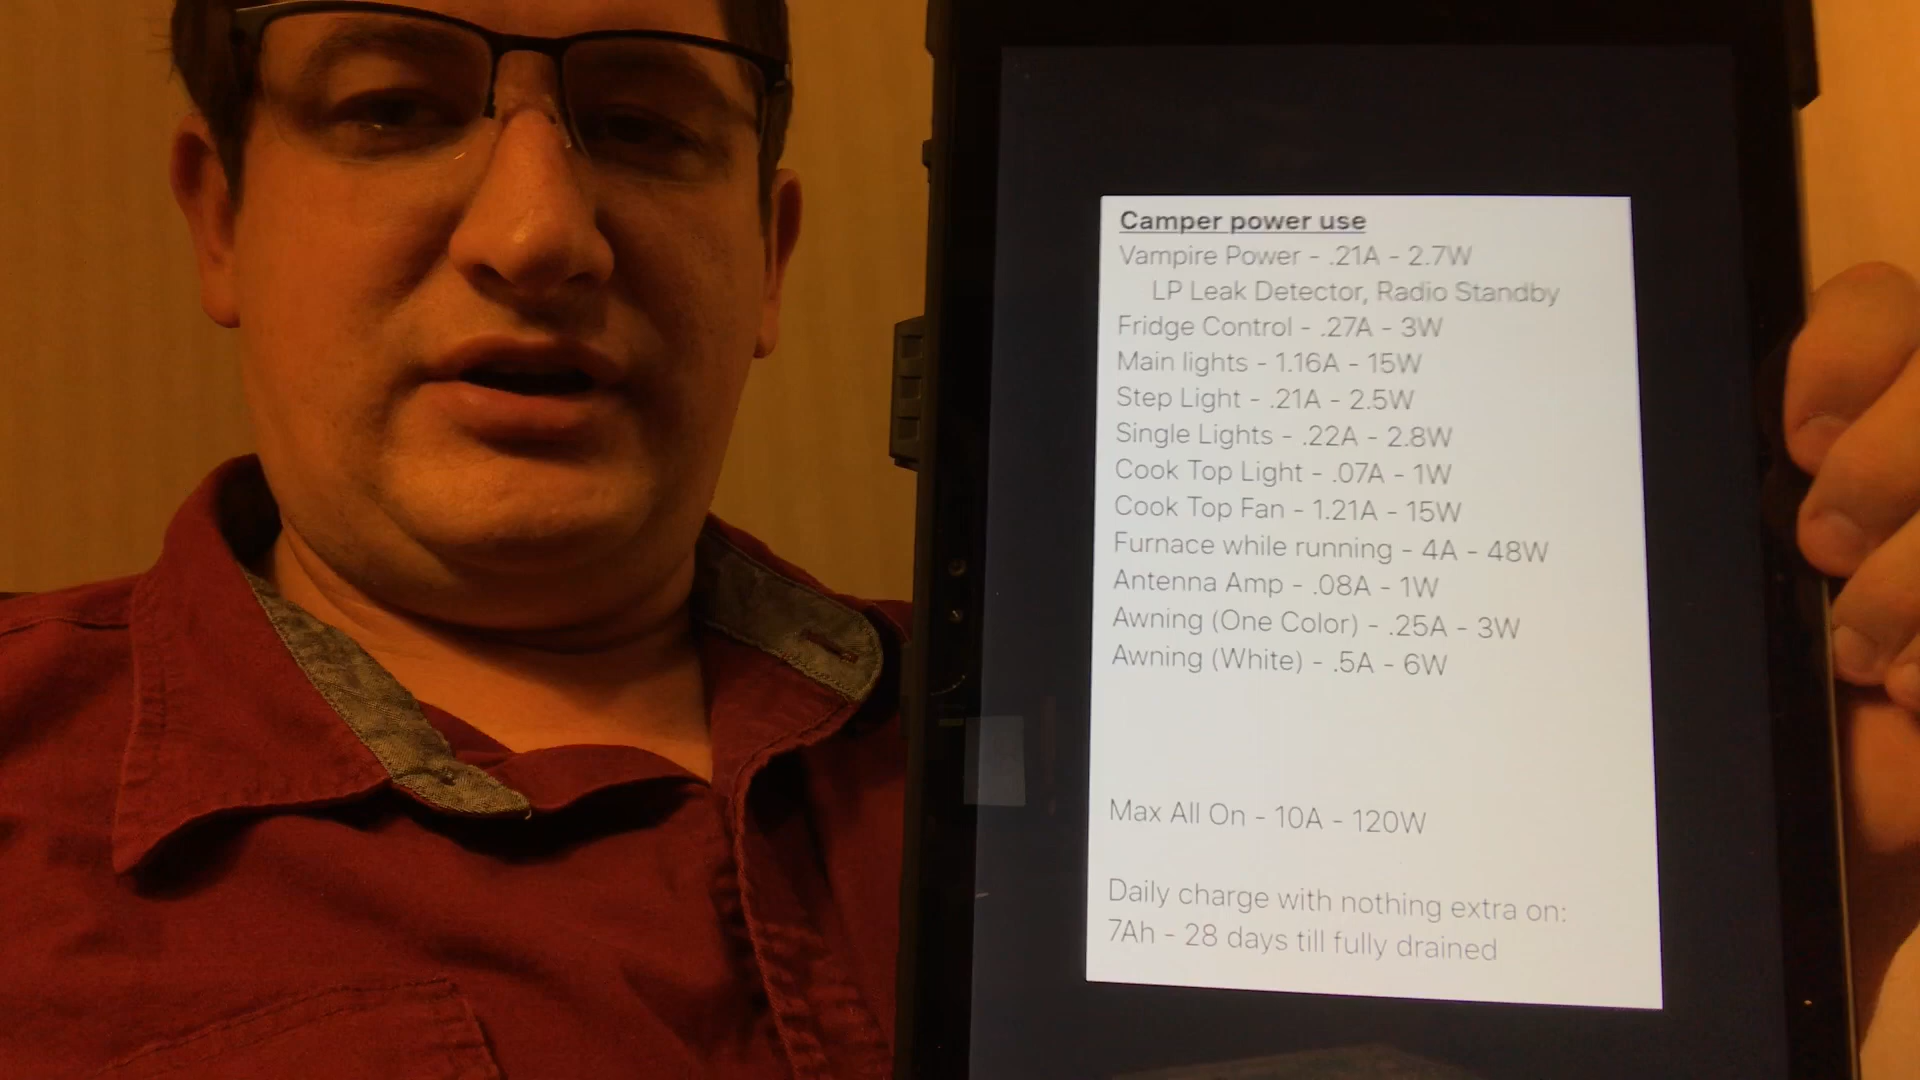 Camper power use
Vampire Power - .21A - 2.7W
LP Leak Detector, Radio Standby
Fridge Control - .27A - 3W
Main lights - 1.16A - 15W
Step Light - .21A - 2.5W
Single Lights - .22A - 2.8W
Cook Top Light - .07A - 1W
Cook Top Fan - 1.21A - 15W
Furnace while running - 4A - 48W
Antenna Amp - .08A - 1W
Awning (One Color) - .25A - 3W
Awning (White) - .5A - 6W
Max All On - 10A - 120W
Daily charge with nothing extra on:
7Ah - 28 days till fully drained